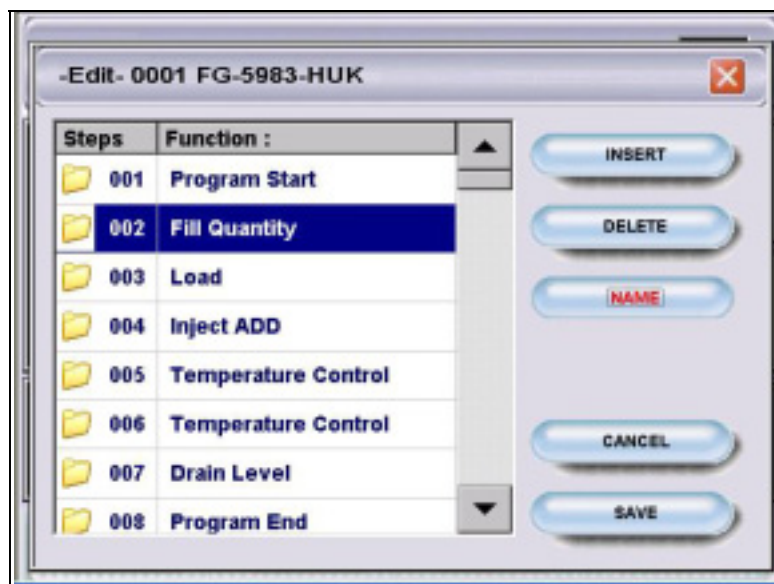 -Edit- 0001 FG-5983-HUK
Steps Function :
001 Program Start
002 Fill Quantity
003 Load
004 Inject ADD
005 Temperature Control
006 Temperature Control
007 Drain Level
008 Program End
INSERT
DELETE
NAME
CANCEL
SAVE